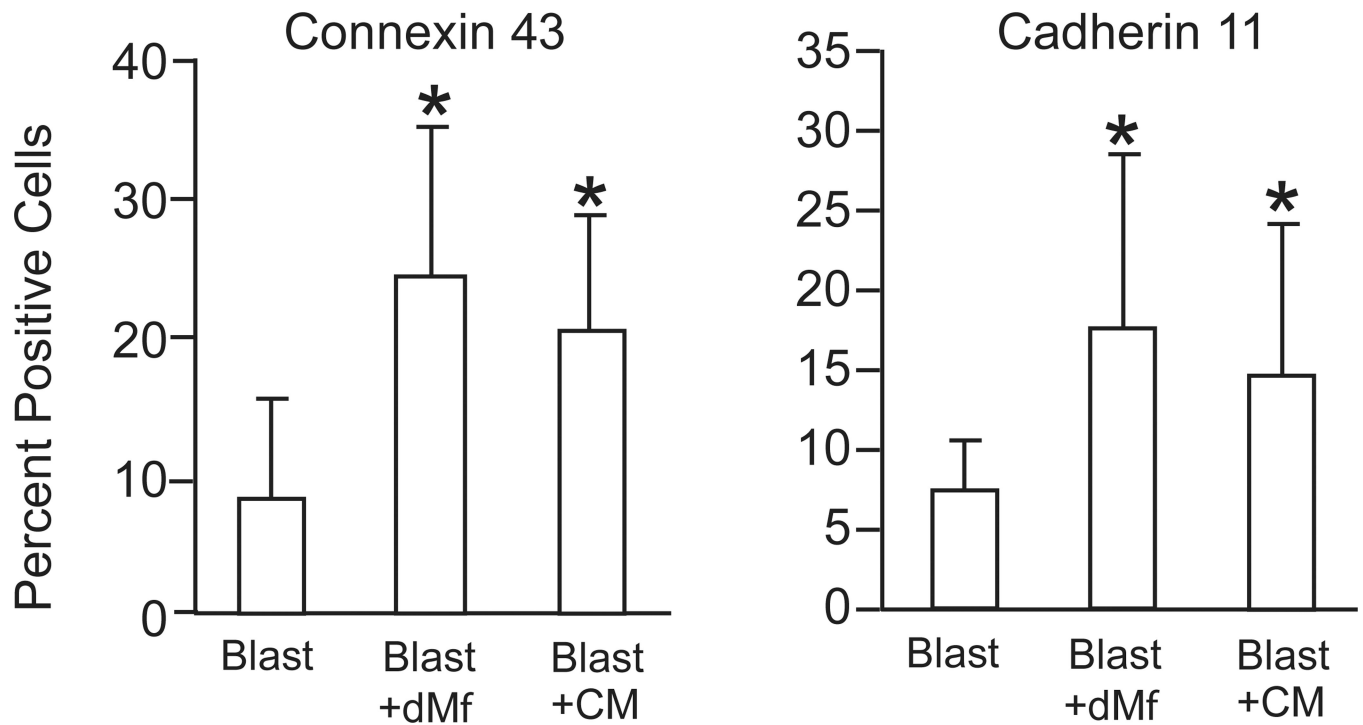 Connexin 43
Percent Positive Cells
40
30
20
10
0
*
*
Blast
Blast
+dMf
Blast
+CM
Cadherin 11
35
30
25
20
15
10
5
0
*
*
Blast
Blast
+dMf
Blast
+CM